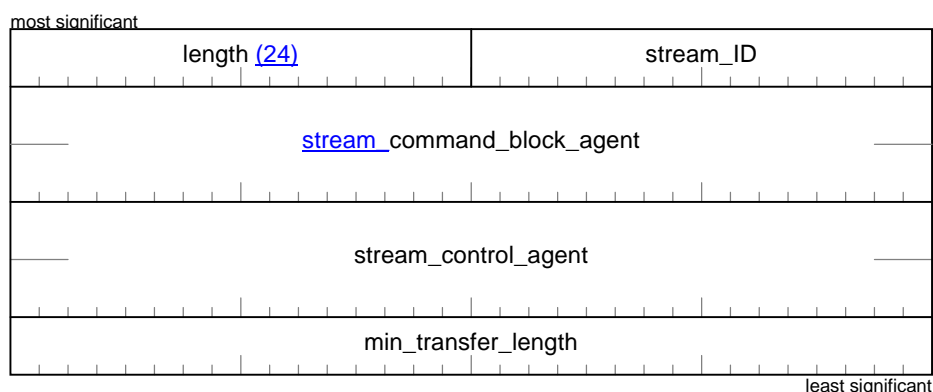 most significant
length (24)
stream_ID
stream_command_block_agent
stream_control_agent
min_transfer_length
least significant